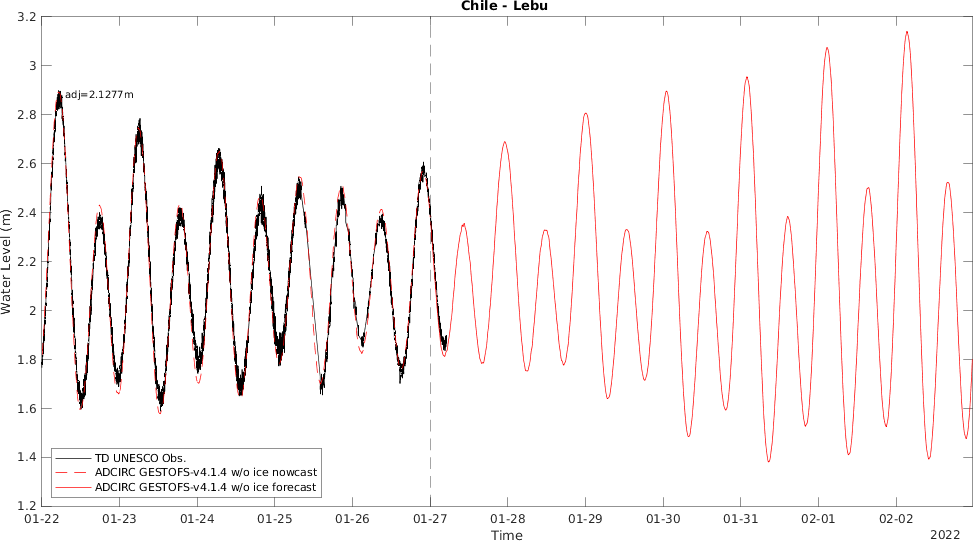 Chile - Lebu
3.2
3
2.8
2.6
2.4
2.2
2
1.8
1.6
1.4
1.2
Water Level (m)
adj=2.1277m
TD UNESCO Obs.
ADCIRC GESTOFS-v4.1.4 w/o ice nowcast
ADCIRC GESTOFS-v4.1.4 w/o ice forecast
01-22 01-23 01-24 01-25 01-26 01-27 01-28 01-29 01-30 01-31 02-01 02-02
Time
2022